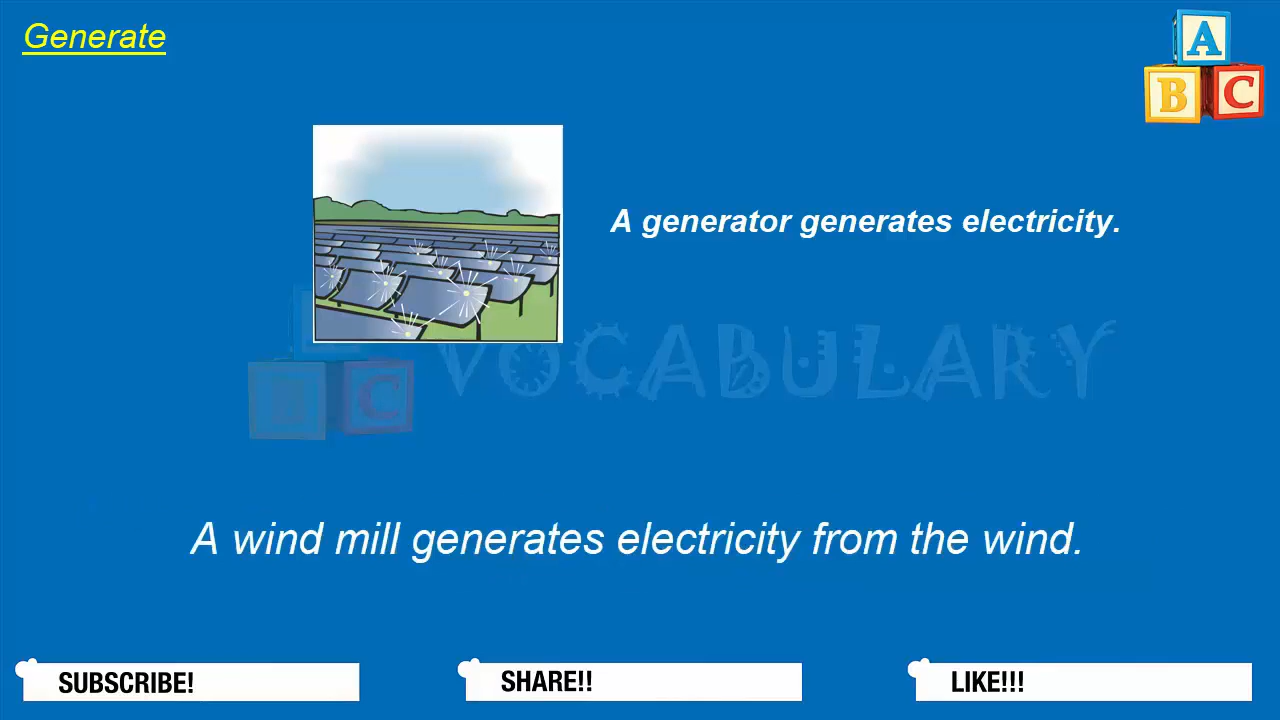 Generate
A
B C
A generator generates electricity.
VOCABULARY
B C
A wind mill generates electricity from the wind.
SUBSCRIBE!
SHARE!!
LIKE!!!